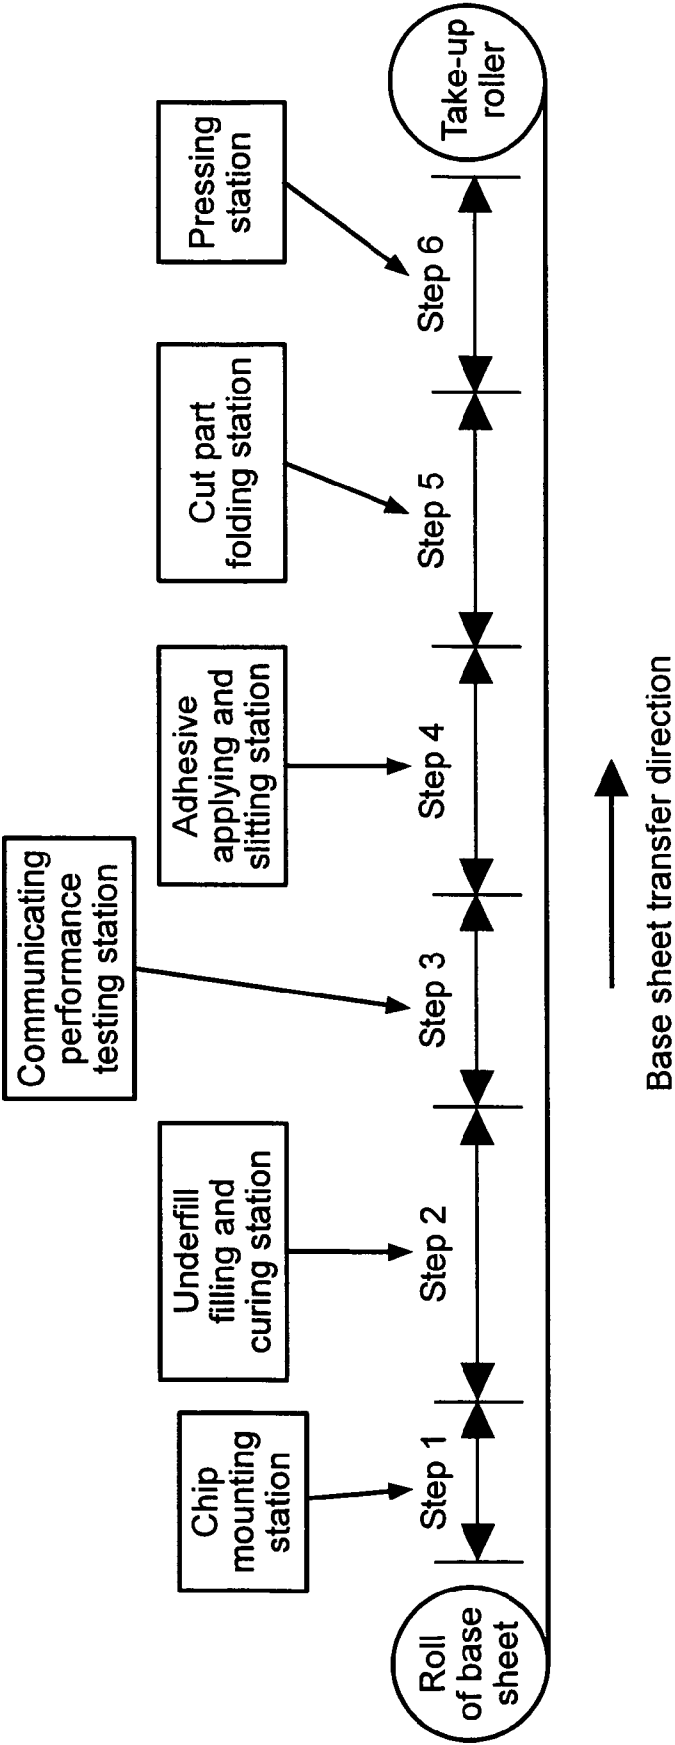 Communicating
performance
testing station
Chip
mounting
station
Underfill
filling and
curing station
Adhesive
applying and
slitting station
Cut part
folding station
Pressing
station
Step 1
Step 2
Step 3
Step 4
Step 5
Step 6
Roll
of base
sheet
Take-up
roller
Base sheet transfer direction